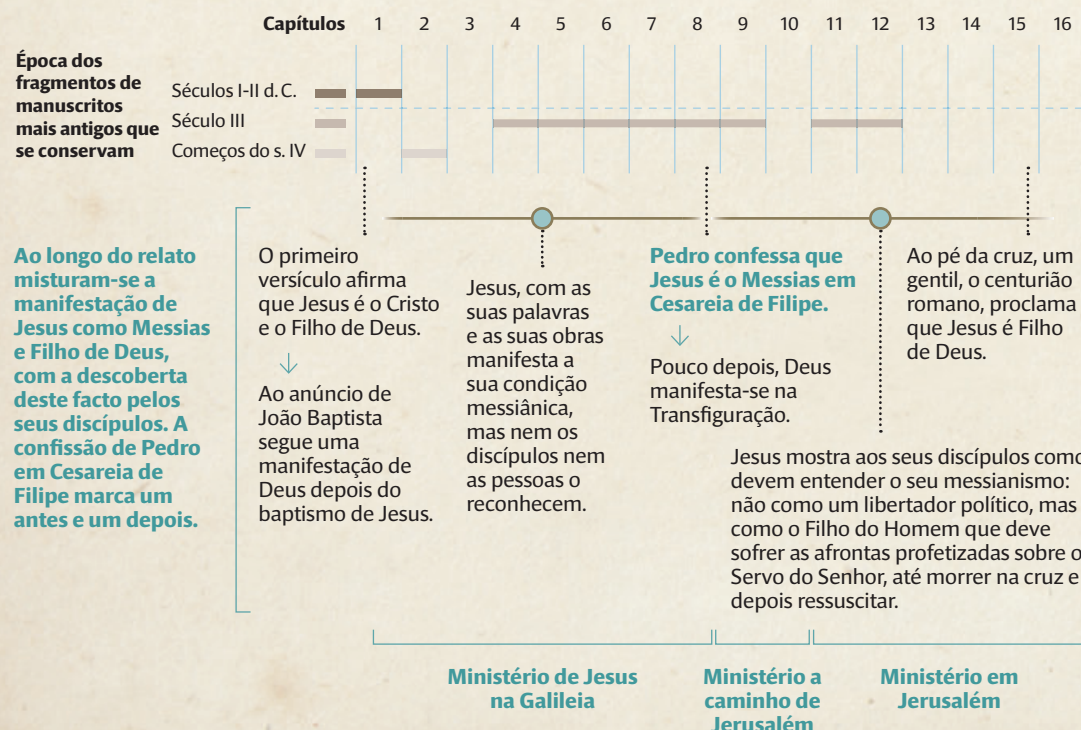 Capítulos 1 2 3 4 5 6 7 8 9 10 11 12 13 14 15 16
Época dos
fragmentos de
manuscritos
mais antigos que
se conservam
Séculos I-II d. C.
Século III
Começos do s. IV
Ao longo do relato
misturam-se a
manifestação de
Jesus como Messias
e Filho de Deus,
com a descoberta
deste facto pelos
seus discípulos. A
confissão de Pedro
em Cesareia de
Filipe marca um
antes e um depois.
O primeiro
versículo afirma
que Jesus é o Cristo
e o Filho de Deus.
↓
Ao anúncio de
João Baptista
segue uma
manifestação de
Deus depois do
baptismo de Jesus.
Jesus, com as
suas palavras
e as suas obras
manifesta a
sua condição
messiânica,
mas nem os
discípulos nem
as pessoas o
reconhecem.
Pedro confessa que
Jesus é o Messias em
Cesareia de Filipe.
↓
Pouco depois, Deus
manifesta-se na
Transfiguração.
Ao pé da cruz, um
gentil, o centurião
romano, proclama
que Jesus é Filho
de Deus.
Jesus mostra aos seus discípulos como
devem entender o seu messianismo:
não como um libertador político, mas
como o Filho do Homem que deve
sofrer as afrontas profetizadas sobre o
Servo do Senhor, até morrer na cruz e
depois ressuscitar.
Ministério de Jesus
na Galileia
Ministério a
caminho de
Jerusalém
Ministério em
Jerusalém